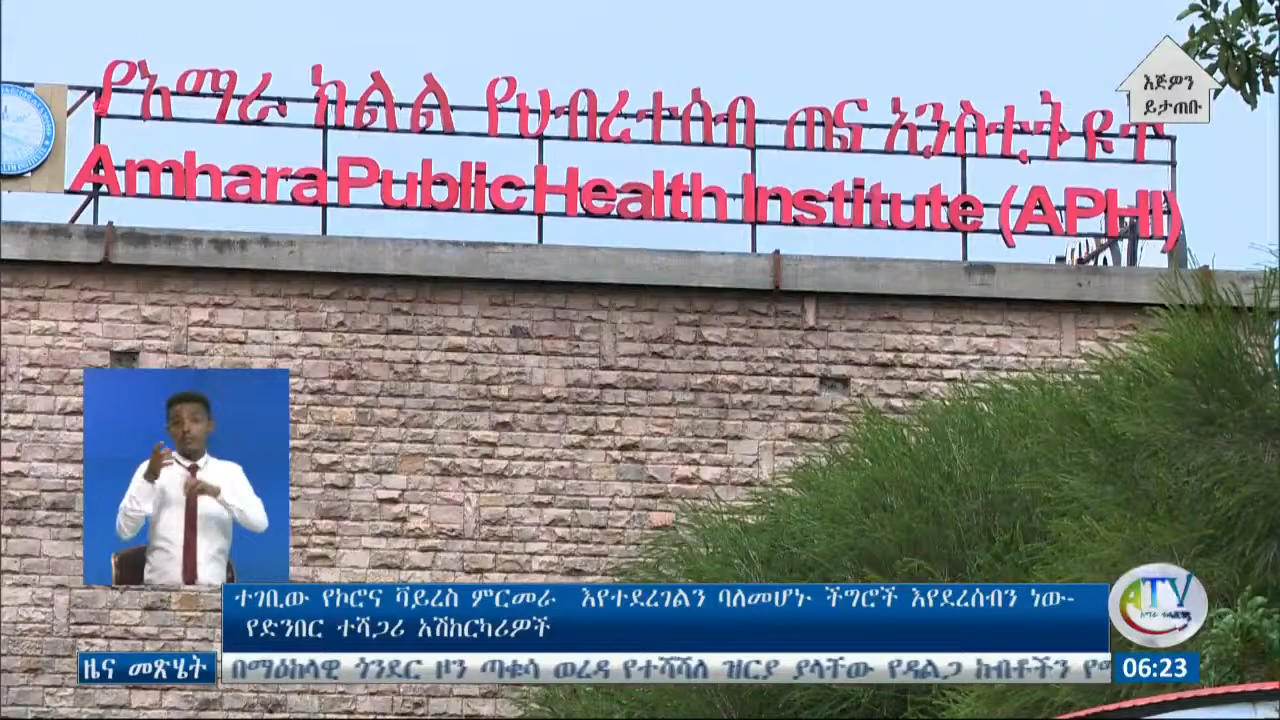 የአማራ ክልል የህብረተሰብ ጤና ኢንስቲትዩት
Amhara Public Health Institute (APHI)
እጅዎን
ይታጠቡ
ተገቢው የኮሮና ቫይረስ ምርመራ እየተደረገልን ባለመሆኑ ችግሮች እየደረሰብን ነው-
የድንበር ተሻጋሪ አሽከርካሪዎች
ATV
ዜና መጽሄት
በማዕከላዊ ጎንደር ዞን ጣቁሳ ወረዳ የተሻሻለ ዝርያ ያላቸው የዳልጋ ከብቶችን
06:23